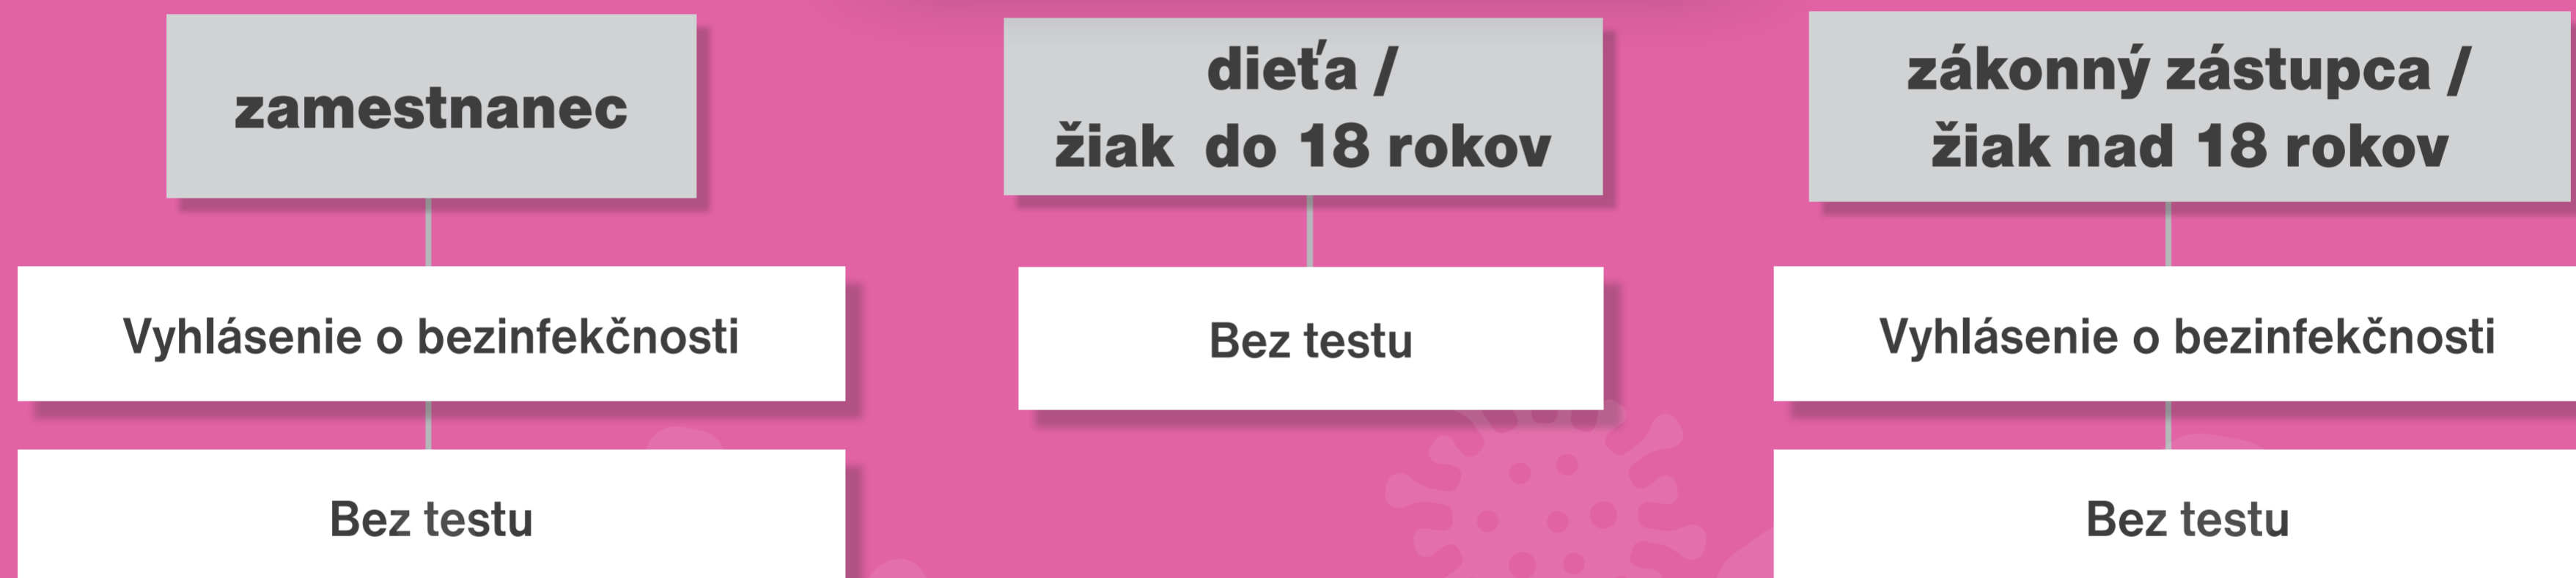 zamestnanec
Vyhlásenie o bezinfekčnosti
Bez testu
dieťa /
žiak do 18 rokov
Bez testu
zákonný zástupca /
žiak nad 18 rokov
Vyhlásenie o bezinfekčnosti
Bez testu